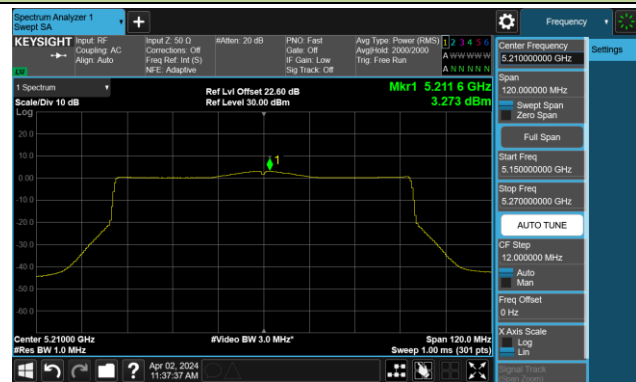 Spectrum Analyzer 1
Swept SA
Frequency
KEYSIGHT
Input: RF
Coupling: AC
Align: Auto
Input Z: 50 Ω
Corrections: Off
Freq Ref: Int (S)
NFE: Adaptive
#Atten: 20 dB
PNO: Fast
Gate: Off
IF Gain: Low
Sig Track: Off
Avg Type: Power (RMS)
Avg|Hold: 2000/2000
Trig: Free Run
1 2 3 4 5 6
A W W W W W
A N N N N N
LW
1 Spectrum
Scale/Div 10 dB
Log
Ref Lvl Offset 22.60 dB
Ref Level 30.00 dBm
Mkr1 5.211 6 GHz
3.273 dBm
20.0
10.0
0.00
-10.0
-20.0
-30.0
-40.0
-50.0
-60.0
1
Center 5.21000 GHz
#Res BW 1.0 MHz
#Video BW 3.0 MHz*
Span 120.0 MHz
Sweep 1.00 ms (301 pts)
Center Frequency
5.210000000 GHz
Span
120.000000 MHz
Swept Span
Zero Span
Full Span
Start Freq
5.150000000 GHz
Stop Freq
5.270000000 GHz
AUTO TUNE
CF Step
12.000000 MHz
Auto
Man
Freq Offset
0 Hz
X Axis Scale
Log
Lin
Signal Track
(Span Zoom)
Settings
Apr 02, 2024
11:37:37 AM